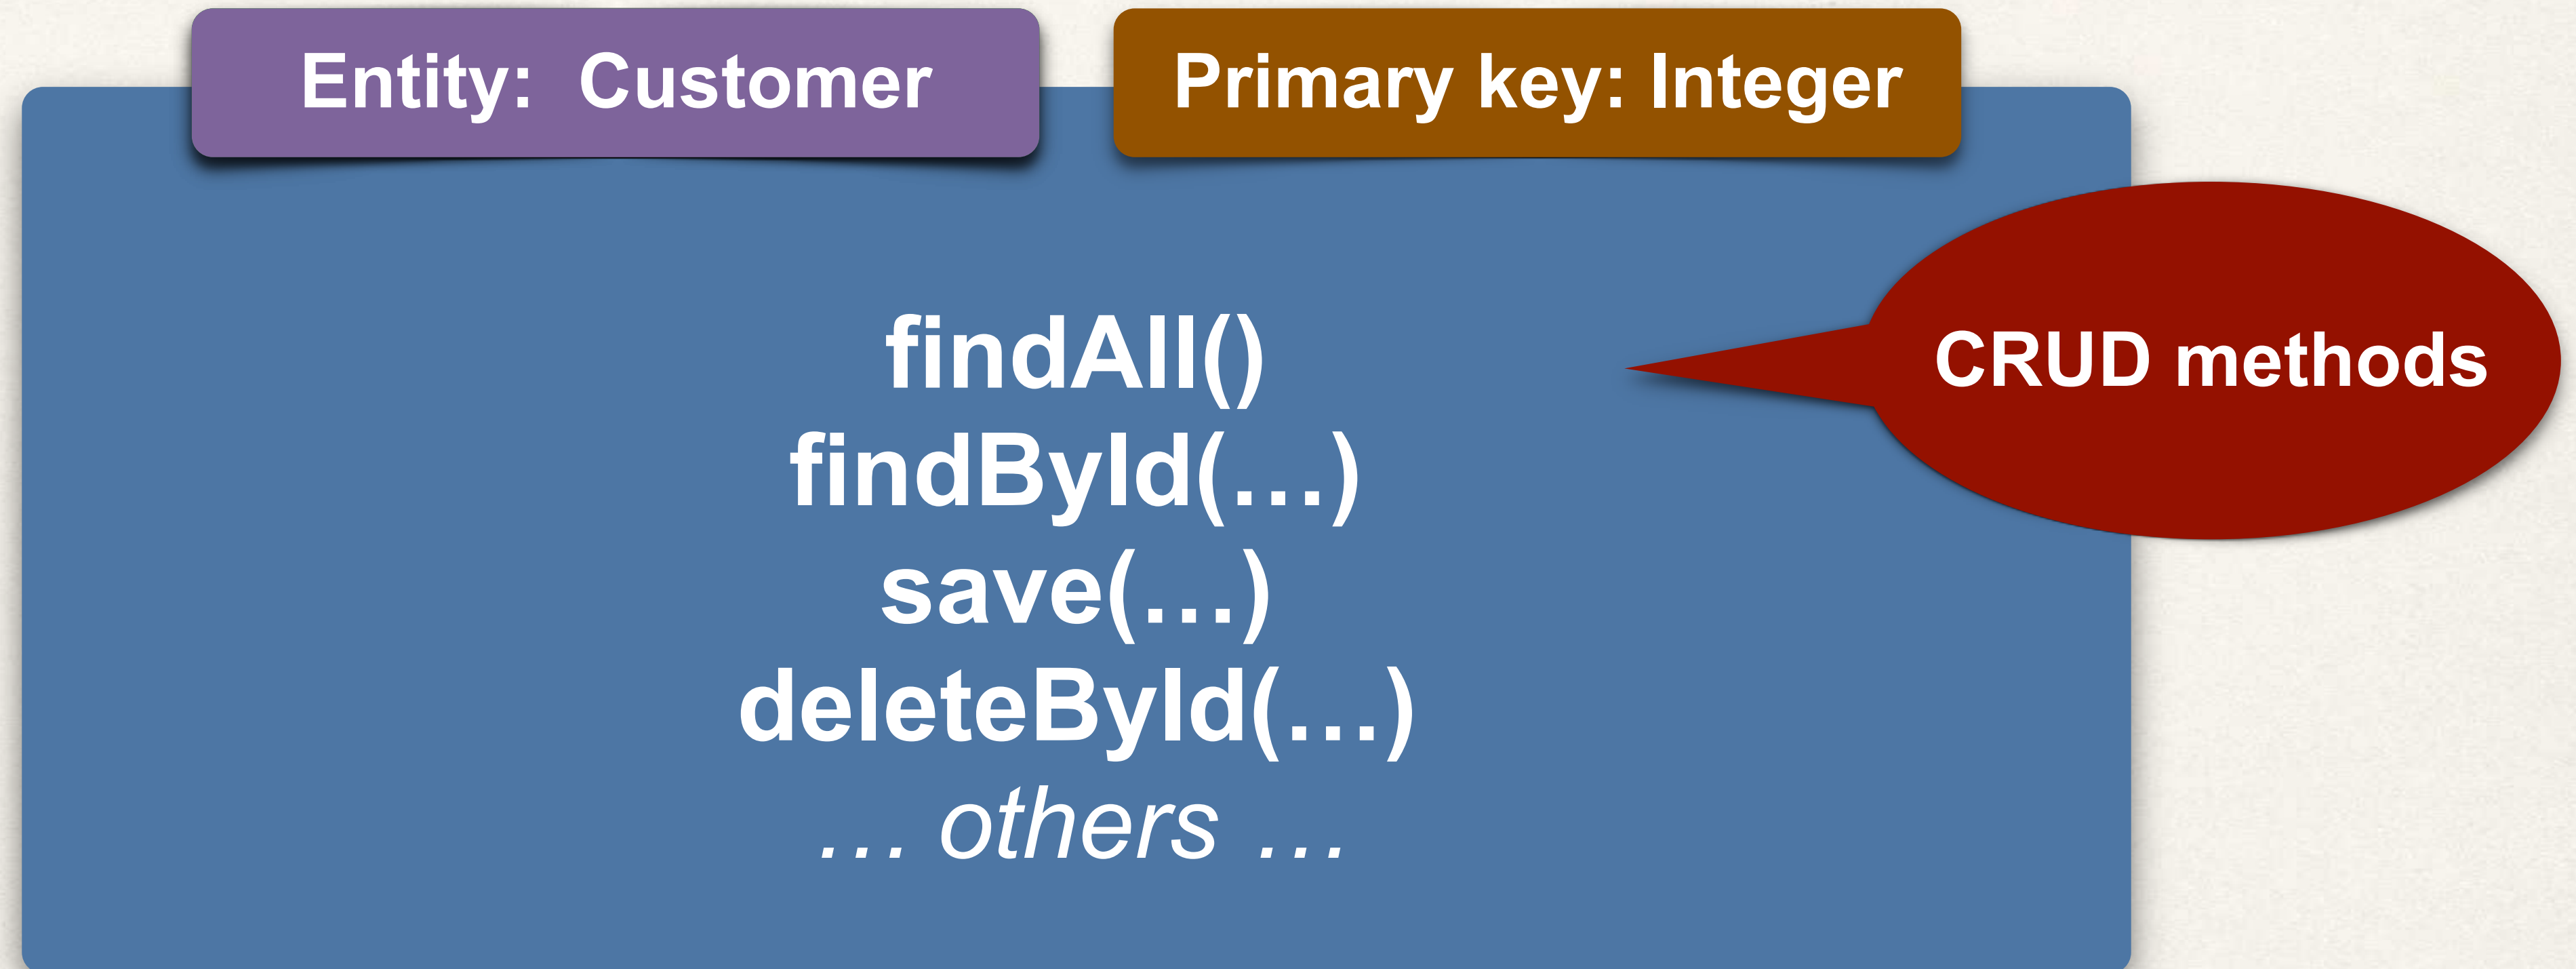 Entity: Customer
Primary key: Integer
findAll()
findById(…)
save(…)
deleteById(…)
… others …
CRUD methods